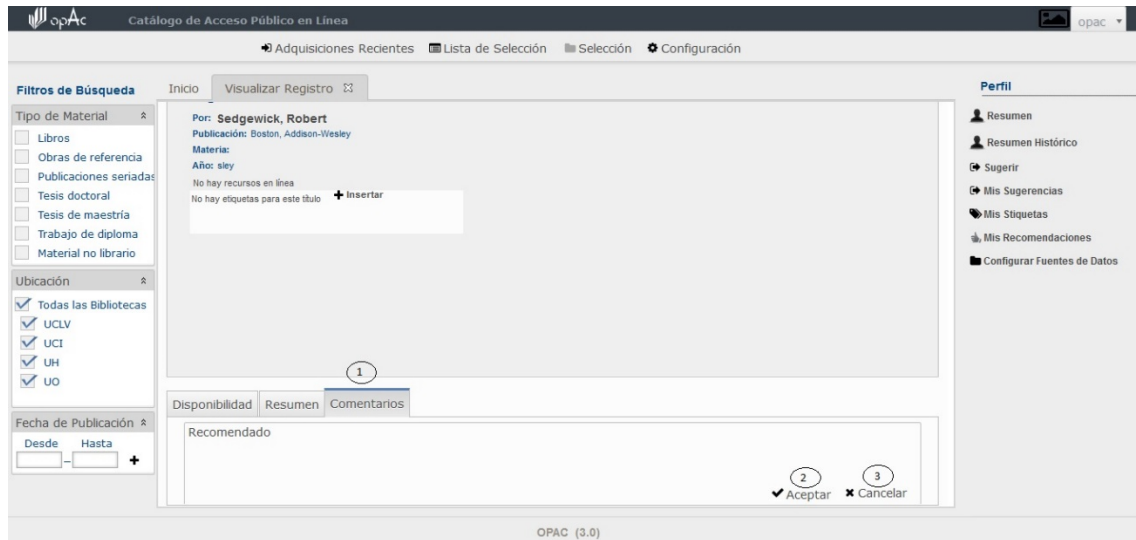 opAc
Catálogo de Acceso Público en Línea
opac
Adquisiciones Recientes Lista de Selección Selección Configuración
Filtros de Búsqueda
Tipo de Material
Libros
Obras de referencia
Publicaciones seriadas
Tesis doctoral
Tesis de maestría
Trabajo de diploma
Material no librario
Ubicación
Todas las Bibliotecas
UCLV
UCI
UH
UO
Fecha de Publicación
Desde Hasta
–
Inicio Visualizar Registro
Por: Sedgewick, Robert
Publicación: Boston, Addison-Wesley
Materia:
Año: sley
No hay recursos en línea
No hay etiquetas para este título Insertar
1
Disponibilidad Resumen Comentarios
Recomendado
2 3
Aceptar Cancelar
Perfil
Resumen
Resumen Histórico
Sugerir
Mis Sugerencias
Mis Stiquetas
Mis Recomendaciones
Configurar Fuentes de Datos
OPAC (3.0)